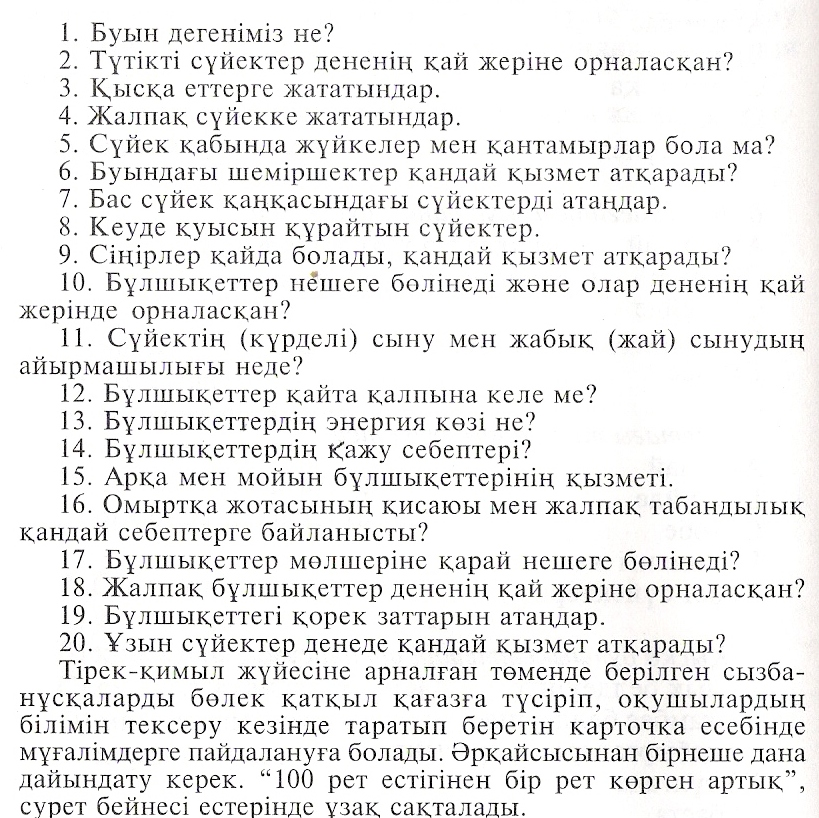 1. Буын дегеніміз не?
2. Түтікті сүйектер дененің қай жеріне орналасқан?
3. Қысқа еттерге жататындар.
4. Жалпақ сүйекке жататындар.
5. Сүйек қабында жүйкелер мен қантамырлар бола ма?
6. Буындағы шеміршектер қандай қызмет атқарады?
7. Бас сүйек қаңқасындағы сүйектерді атаңдар.
8. Кеуде қуысын құрайтын сүйектер.
9. Сіңірлер қайда болады, қандай қызмет атқарады?
10. Бұлшықеттер нешеге бөлінеді және олар дененің қай
жерінде орналасқан?
11. Сүйектің (күрделі) сыну мен жабық (жай) сынудың
айырмашылығы неде?
12. Бұлшықеттер қайта қалпына келе ме?
13. Бұлшықеттердің энергия көзі не?
14. Бұлшықеттердің қажу себептері?
15. Арқа мен мойын бұлшықеттерінің қызметі.
16. Омыртқа жотасының қисаюы мен жалпақ табандылық
қандай себептерге байланысты?
17. Бұлшықеттер мөлшеріне қарай нешеге бөлінеді?
18. Жалпақ бұлшықеттер дененің қай жеріне орналасқан?
19. Бұлшықеттегі қорек заттарын атаңдар.
20. Ұзын сүйектер денеде қандай қызмет атқарады?
Тірек-қимыл жүйесіне арналған төменде берілген сызба-
нұсқаларды бөлек қатқыл қағазға түсіріп, оқушылардың
білімін тексеру кезінде таратып беретін карточка есебінде
мұғалімдерге пайдалануға болады. Әрқайсысынан бірнеше дана
дайындату керек. “100 рет естігінен бір рет көрген артық”,
сурет бейнесі естерінде ұзақ сақталады.